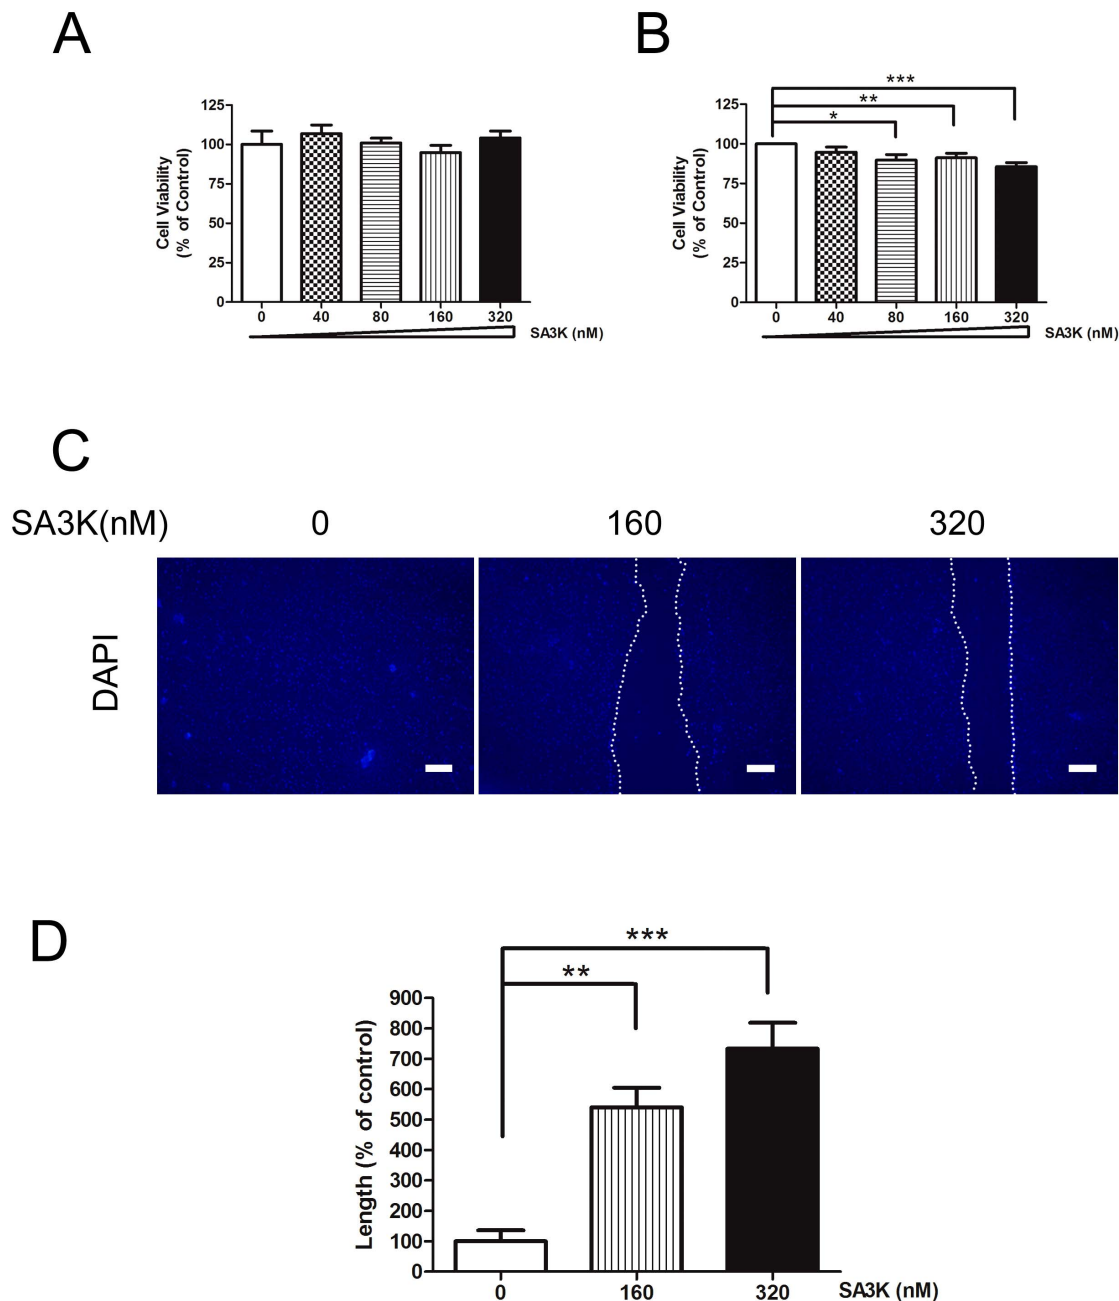 A
B
125
100
75
50
25
0
Cell Viability
(% of Control)
0 40 80 160 320
SA3K (nM)
***
**
*
125
100
75
50
25
0
Cell Viability
(% of Control)
0 40 80 160 320
SA3K (nM)
C
SA3K(nM) 0 160 320
DAPI
D
***
**
900
800
700
600
500
400
300
200
100
0
Length (% of control)
0 160 320 SA3K (nM)